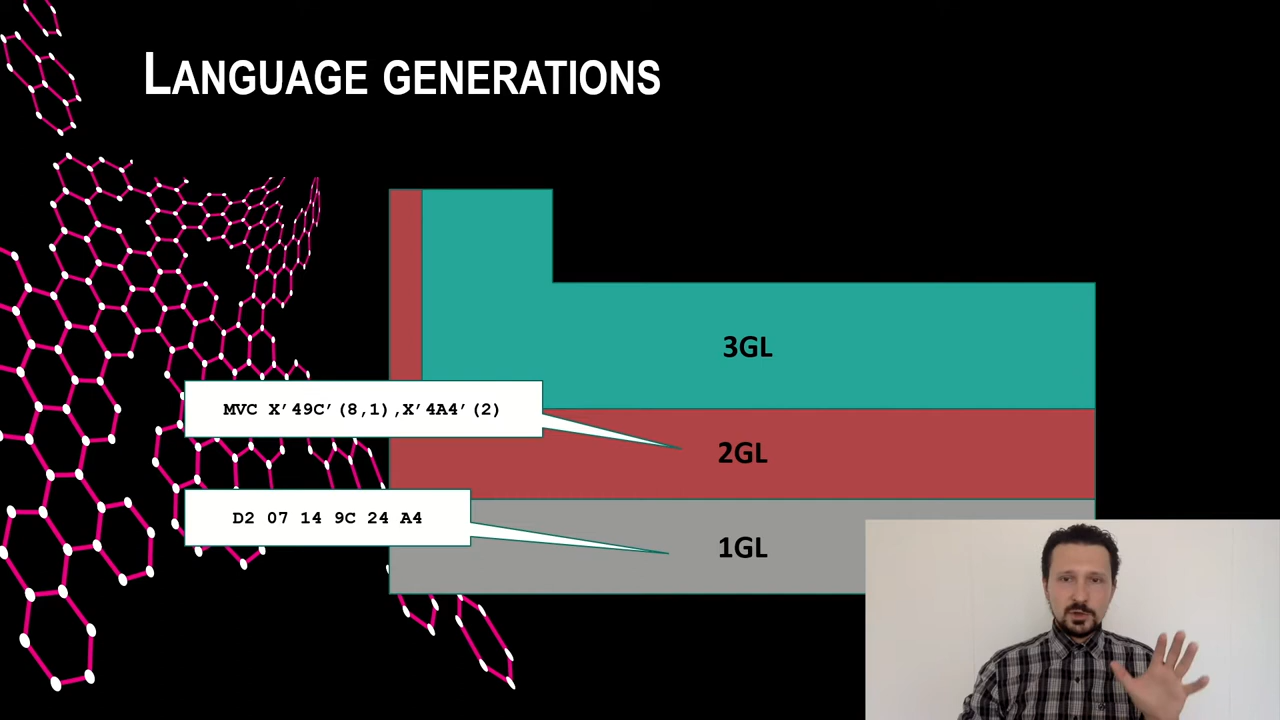 LANGUAGE GENERATIONS
3GL
MVC X’49C’(8,1),X’4A4’(2)
2GL
D2 07 14 9C 24 A4
1GL